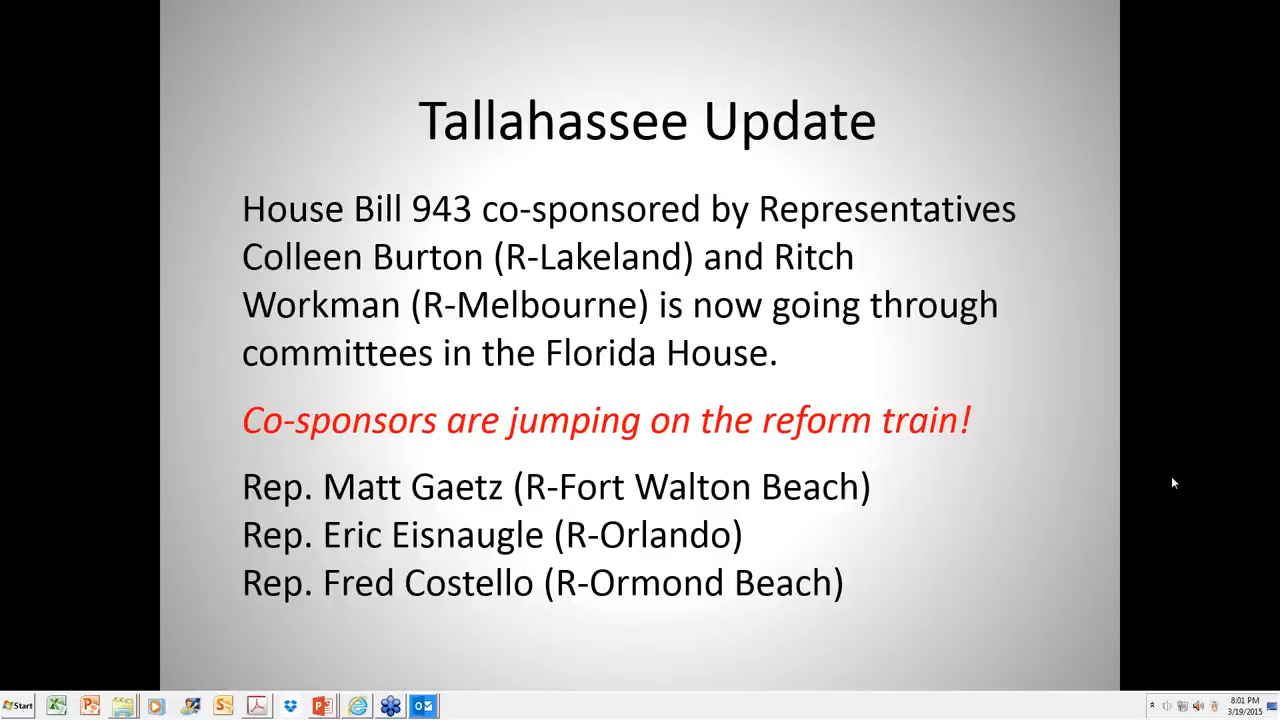 Tallahassee Update
House Bill 943 co-sponsored by Representatives
Colleen Burton (R-Lakeland) and Ritch
Workman (R-Melbourne) is now going through
committees in the Florida House.
Co-sponsors are jumping on the reform train!
Rep. Matt Gaetz (R-Fort Walton Beach)
Rep. Eric Eisnaugle (R-Orlando)
Rep. Fred Costello (R-Ormond Beach)
Start
8:01 PM
3/19/2015